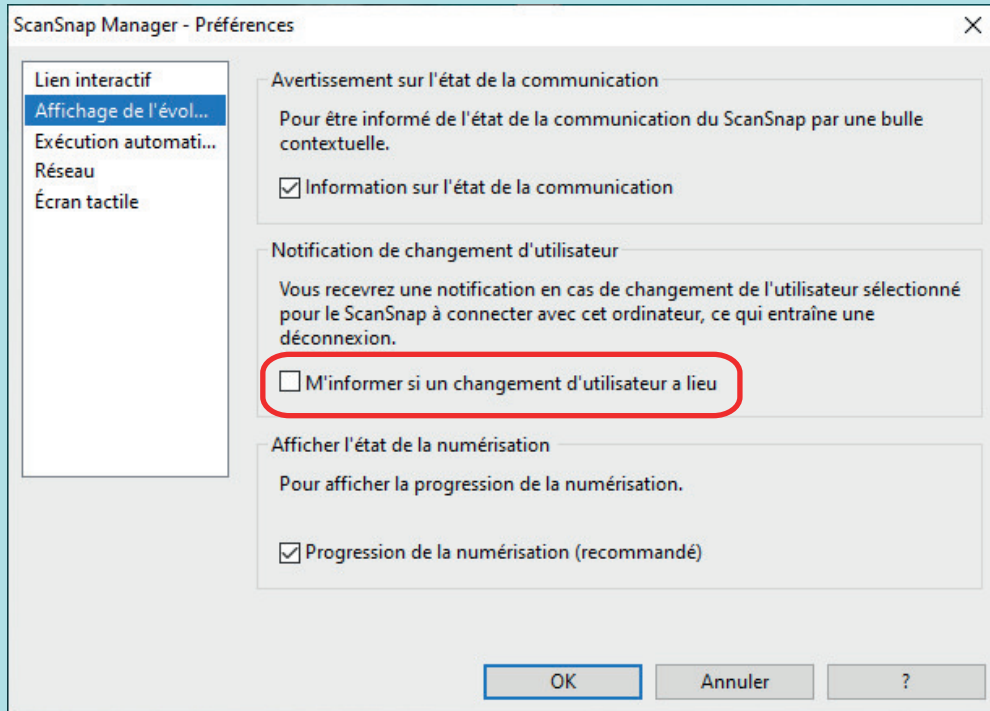 ScanSnap Manager - Préférences
Lien interactif
Affichage de l'évol...
Exécution automati...
Réseau
Écran tactile
Avertissement sur l'état de la communication
Pour être informé de l'état de la communication du ScanSnap par une bulle
contextuelle.
Information sur l'état de la communication
Notification de changement d'utilisateur
Vous recevrez une notification en cas de changement de l'utilisateur sélectionné
pour le ScanSnap à connecter avec cet ordinateur, ce qui entraîne une
déconnexion.
M'informer si un changement d'utilisateur a lieu
Afficher l'état de la numérisation
Pour afficher la progression de la numérisation.
Progression de la numérisation (recommandé)
OK
Annuler
?